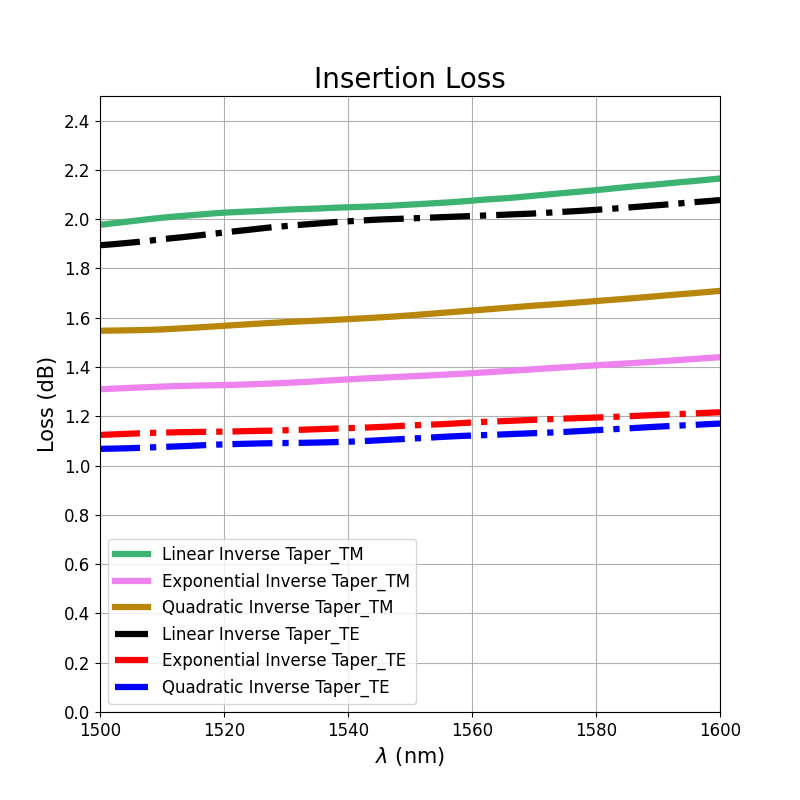 Insertion Loss
Loss (dB)
2.4
2.2
2.0
1.8
1.6
1.4
1.2
1.0
0.8
0.6
0.4
0.2
0.0
Linear Inverse Taper_TM
Exponential Inverse Taper_TM
Quadratic Inverse Taper_TM
Linear Inverse Taper_TE
Exponential Inverse Taper_TE
Quadratic Inverse Taper_TE
1500 1520 1540 1560 1580 1600
λ (nm)